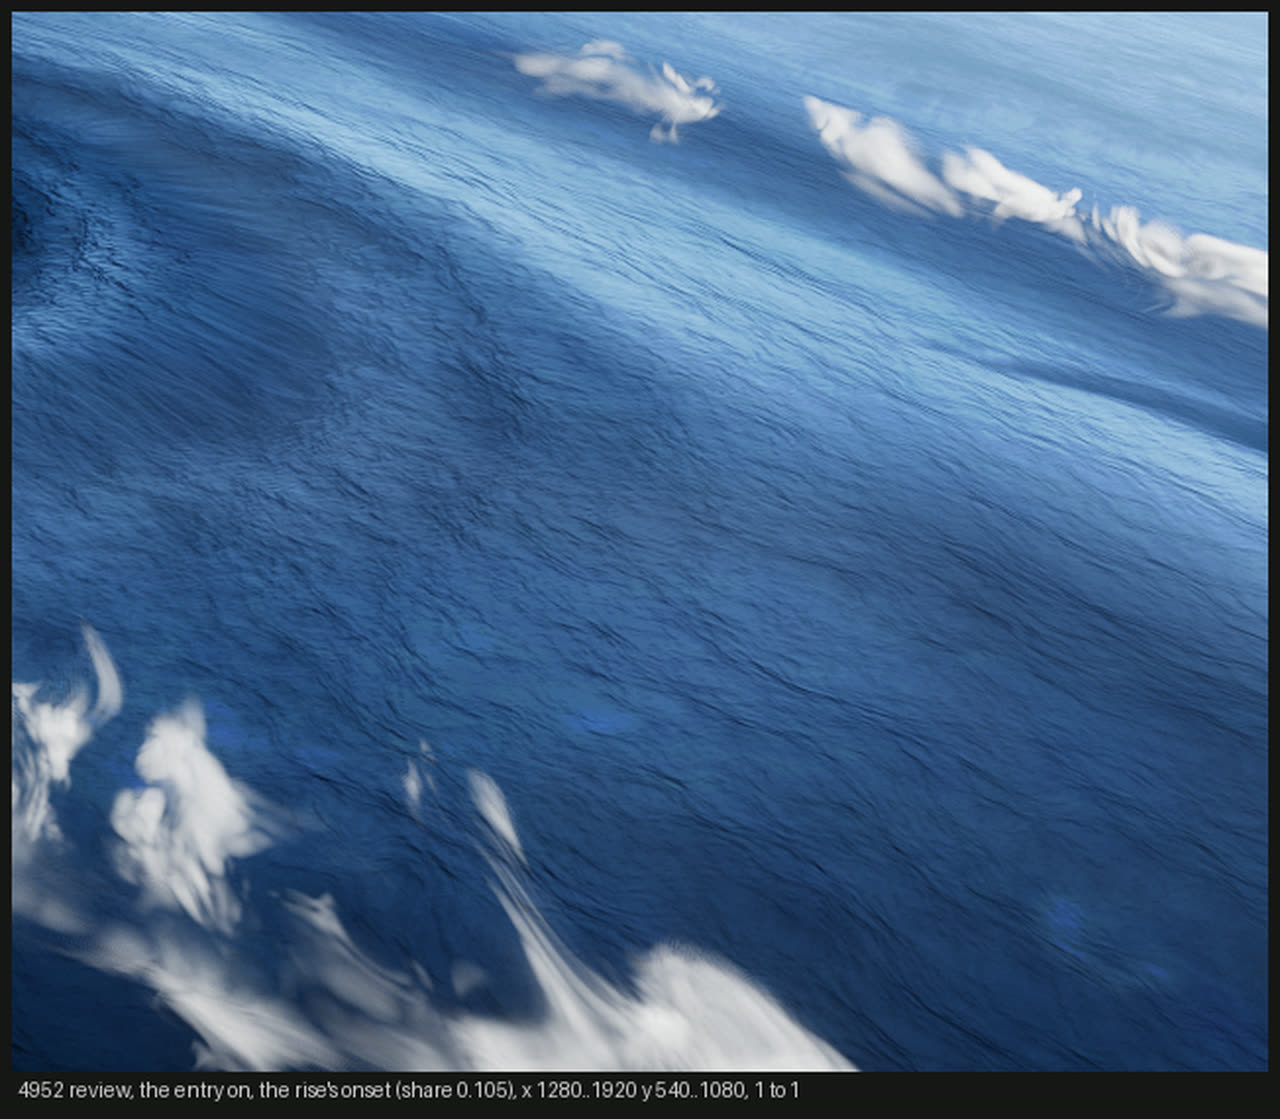 4952 review, the entry on, the rise's onset (share 0.105), x 1280..1920 y 540..1080, 1 to 1